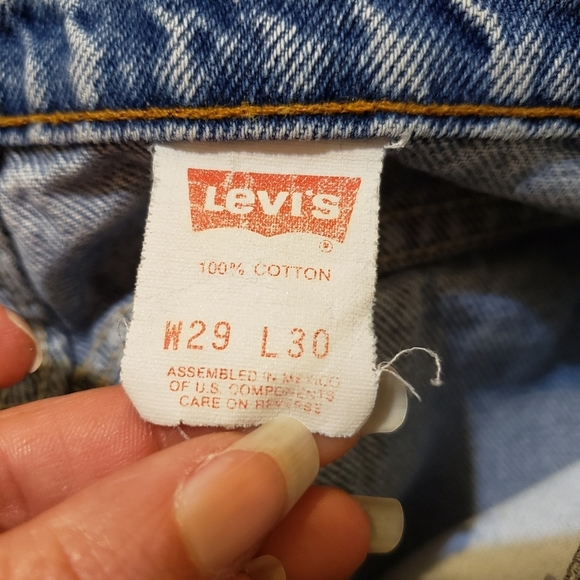 Levi's
®
100% COTTON
W29 L30
ASSEMBLED IN MEXICO
OF U.S. COMPONENTS
CARE ON REVERSE